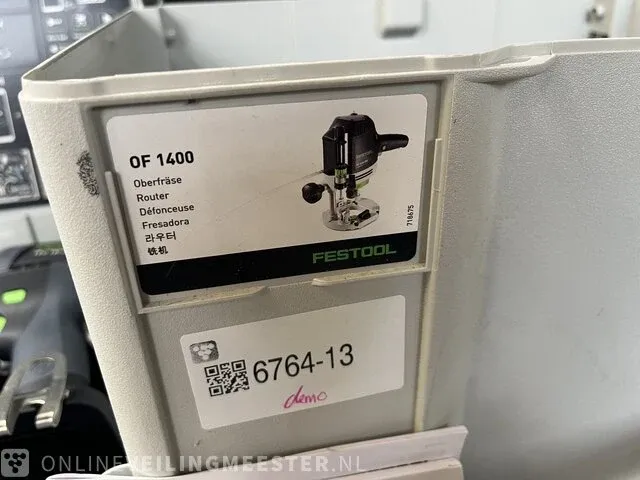 OF 1400
Oberfräse
Router
Défonceuse
Fresadora
라우터
铣机
718675
FESTOOL
6764-13
demo
ONLINEVEILINGMEESTER.NL